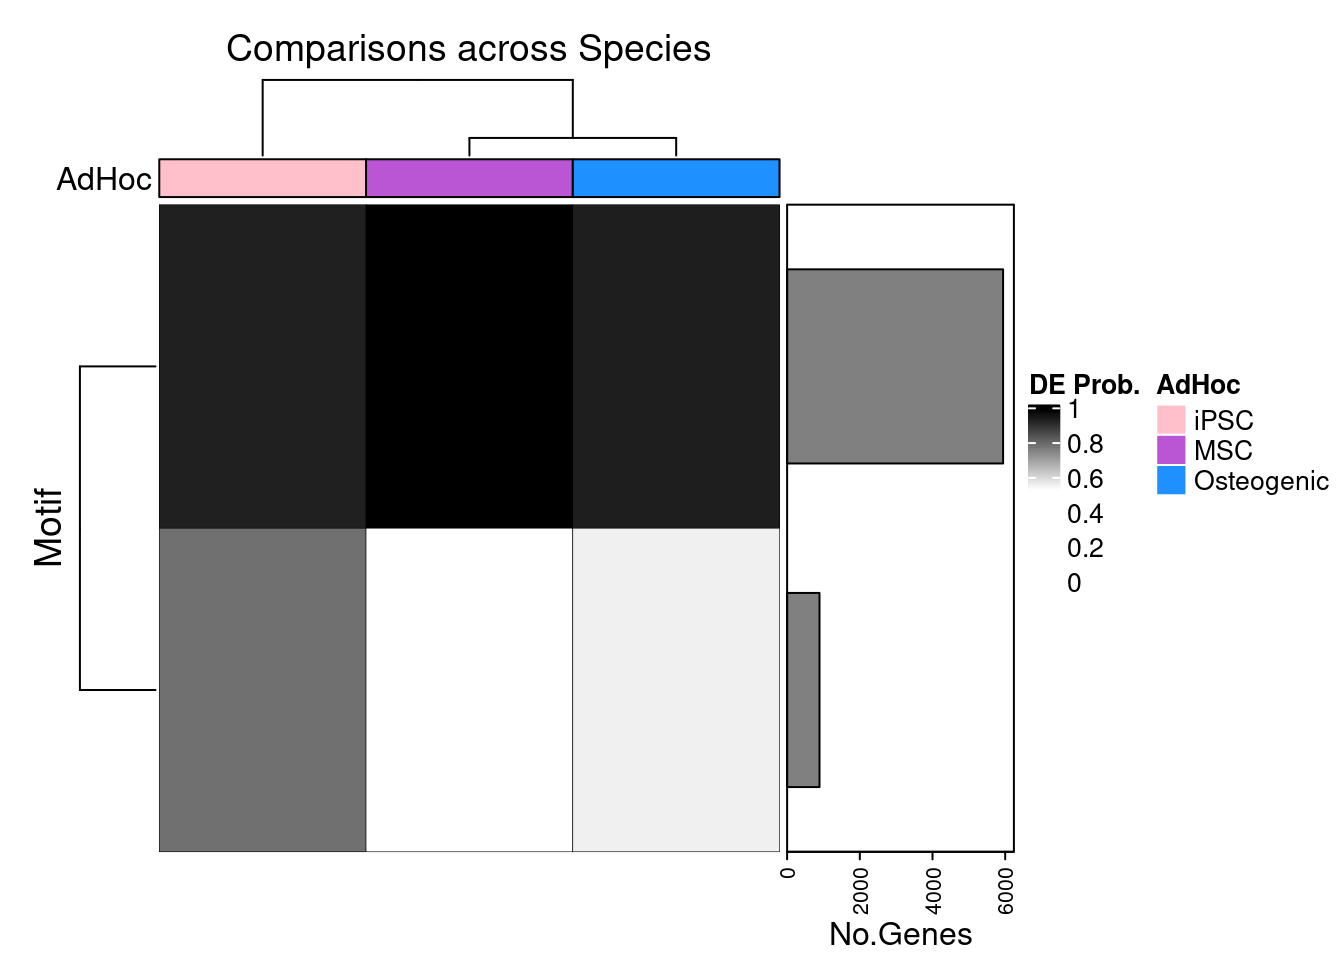 Comparisons across Species
AdHoc
Motif
DE Prob.
1
0.8
0.6
0.4
0.2
0
AdHoc
iPSC
MSC
Osteogenic
0
2000
4000
6000
No.Genes